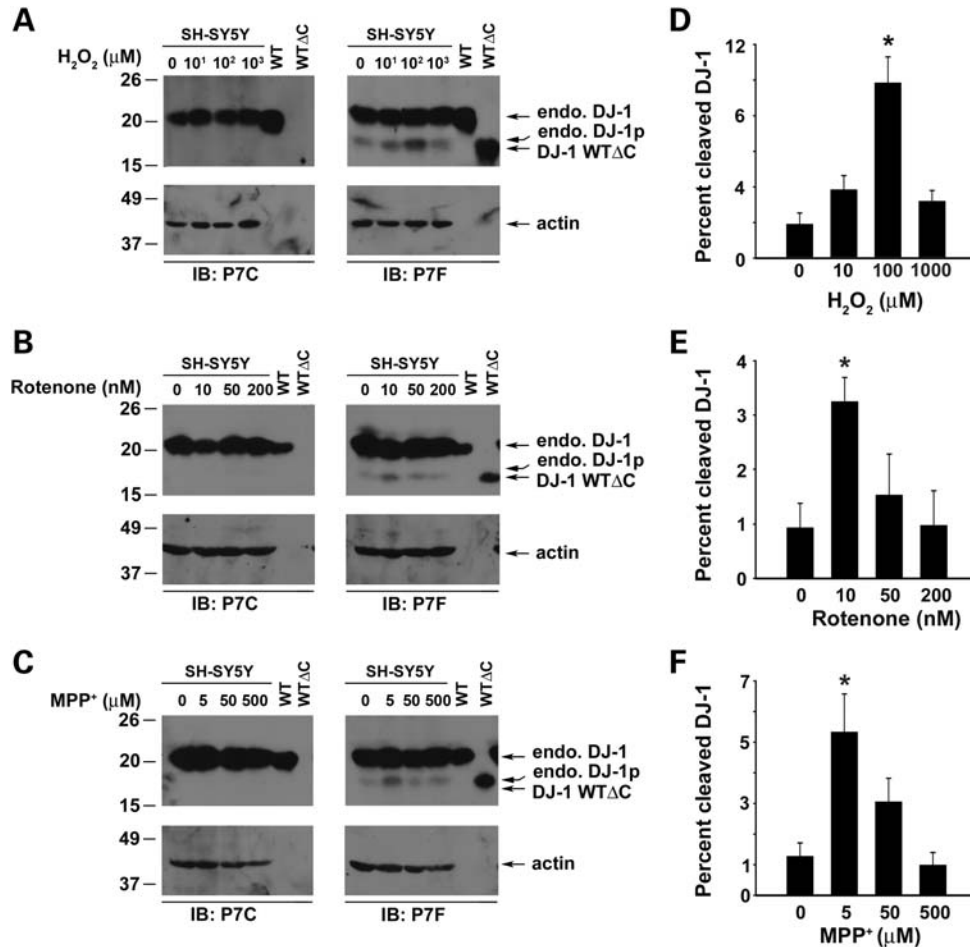 A
SH-SY5Y
WT
WTΔC
SH-SY5Y
WT
WTΔC
H₂O₂ (μM)
0 10¹ 10² 10³
0 10¹ 10² 10³
26
20
15
endo. DJ-1
endo. DJ-1p
DJ-1 WTΔC
49
37
actin
IB: P7C
IB: P7F
D
Percent cleaved DJ-1
12
6
4
2
0
*
0 10 100 1000
H₂O₂ (μM)
B
SH-SY5Y
WT
WTΔC
SH-SY5Y
WT
WTΔC
Rotenone (nM)
0 10 50 200
0 10 50 200
26
20
15
endo. DJ-1
endo. DJ-1p
DJ-1 WTΔC
49
37
actin
IB: P7C
IB: P7F
E
Percent cleaved DJ-1
4
3
2
1
0
*
0 10 50 200
Rotenone (nM)
C
SH-SY5Y
WT
WTΔC
SH-SY5Y
WT
WTΔC
MPP⁺ (μM)
0 5 50 500
0 5 50 500
26
20
15
endo. DJ-1
endo. DJ-1p
DJ-1 WTΔC
49
37
actin
IB: P7C
IB: P7F
F
Percent cleaved DJ-1
7
5
3
1
0
*
0 5 50 500
MPP⁺ (μM)